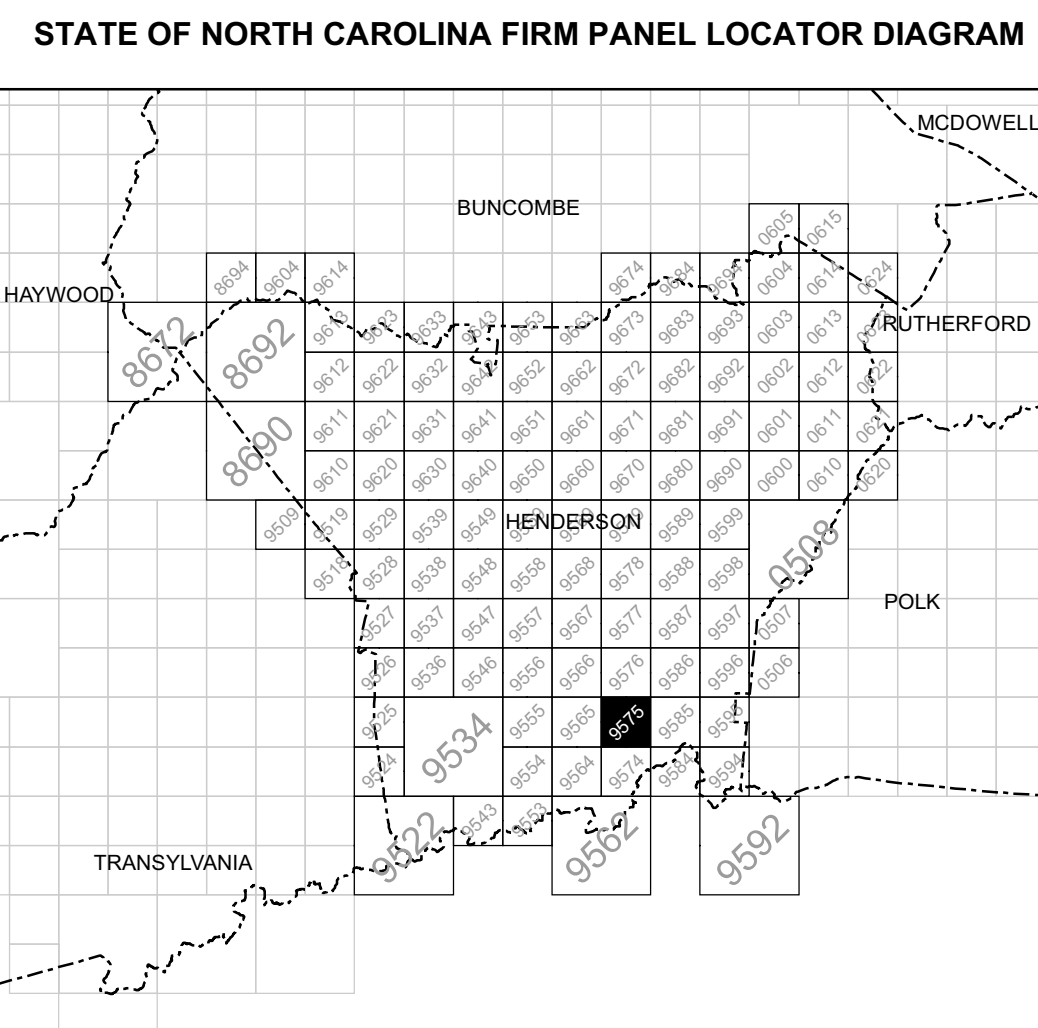 STATE OF NORTH CAROLINA FIRM PANEL LOCATOR DIAGRAM
MCDOWELL
BUNCOMBE
0605 0615
8694 9604 9614 9674 9684 9694 0604 0614 0624
HAYWOOD
8672 8692 9613 9623 9633 9643 9653 9663 9673 9683 9693 0603 0613 0623 RUTHERFORD
9612 9622 9632 9642 9652 9662 9672 9682 9692 0602 0612 0622
8690 9611 9621 9631 9641 9651 9661 9671 9681 9691 0601 0611 0621
9610 9620 9630 9640 9650 9660 9670 9680 9690 0600 0610 0620
9509 9519 9529 9539 9549 9559 9569 9579 9589 9599
HENDERSON
0508
9518 9528 9538 9548 9558 9568 9578 9588 9598
POLK
9527 9537 9547 9557 9567 9577 9587 9597 0507
9526 9536 9546 9556 9566 9576 9586 9596 0506
9525 9534 9555 9565 9575 9585 9595
9524 9554 9564 9574 9584 9594
9522 9543 9553 9562 9592
TRANSYLVANIA